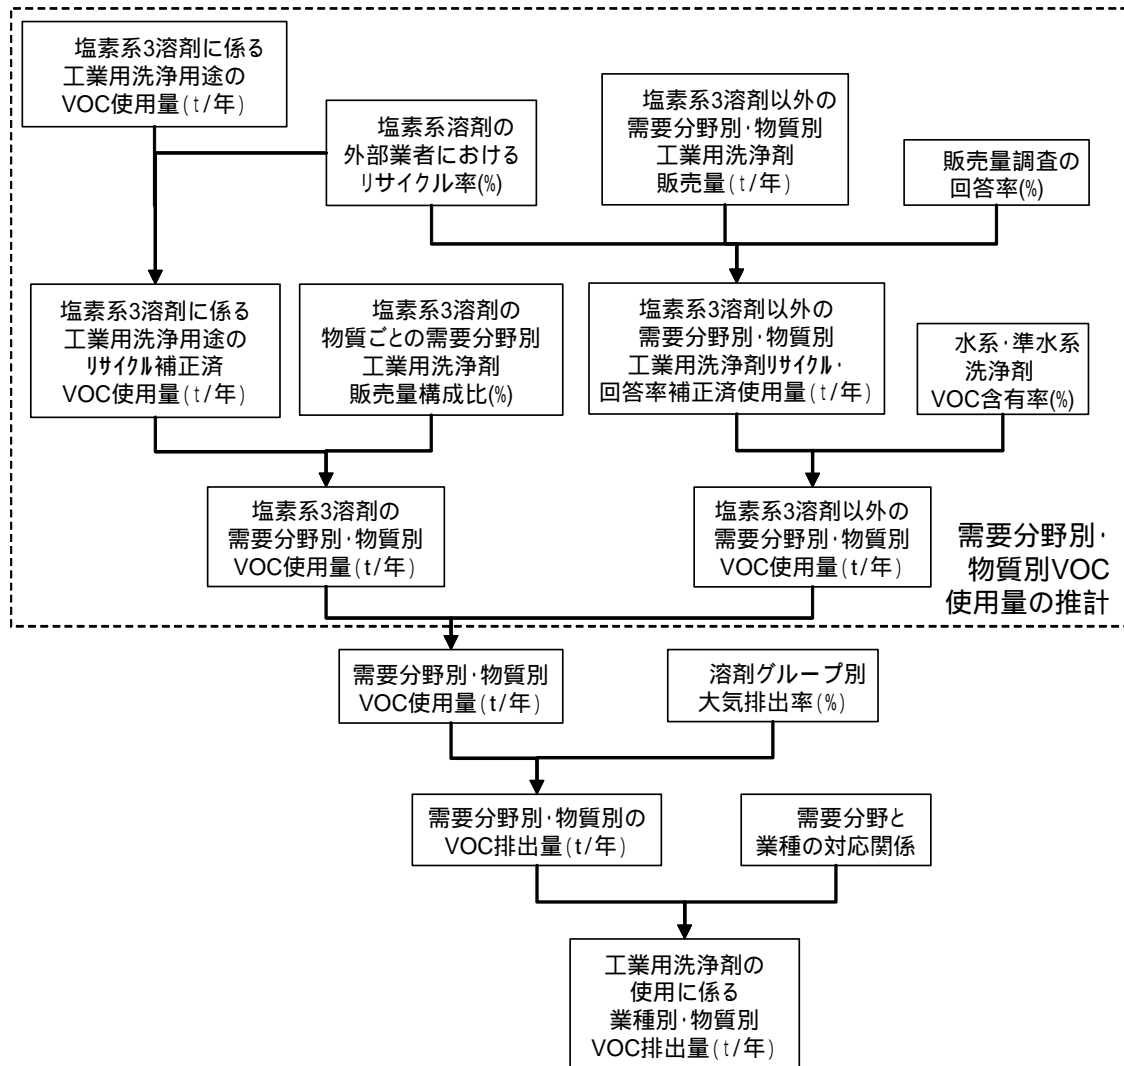 塩素系3溶剤に係る
工業用洗浄用途の
VOC使用量(t/年)
塩素系溶剤の
外部業者における
リサイクル率(%)
塩素系3溶剤以外の
需要分野別･物質別
工業用洗浄剤
販売量(t/年)
販売量調査の
回答率(%)
塩素系3溶剤に係る
工業用洗浄用途の
リサイクル補正済
VOC使用量(t/年)
塩素系3溶剤の
物質ごとの需要分野別
工業用洗浄剤
販売量構成比(%)
塩素系3溶剤以外の
需要分野別･物質別
工業用洗浄剤リサイクル･
回答率補正済使用量(t/年)
水系･準水系
洗浄剤
VOC含有率(%)
塩素系3溶剤の
需要分野別･物質別
VOC使用量(t/年)
塩素系3溶剤以外の
需要分野別･物質別
VOC使用量(t/年)
需要分野別･
物質別VOC
使用量の推計
需要分野別･物質別
VOC使用量(t/年)
溶剤グループ別
大気排出率(%)
需要分野別･物質別の
VOC排出量(t/年)
需要分野と
業種の対応関係
工業用洗浄剤の
使用に係る
業種別･物質別
VOC排出量(t/年)